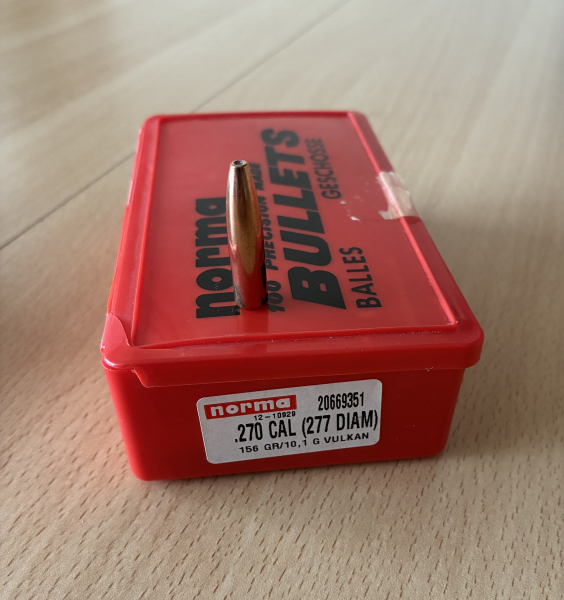 norma
100 PRECISION MADE
BULLETS
BALLES GESCHOSSE
norma 20669351
12-10929
.270 CAL (277 DIAM)
156 GR/10,1 G VULKAN